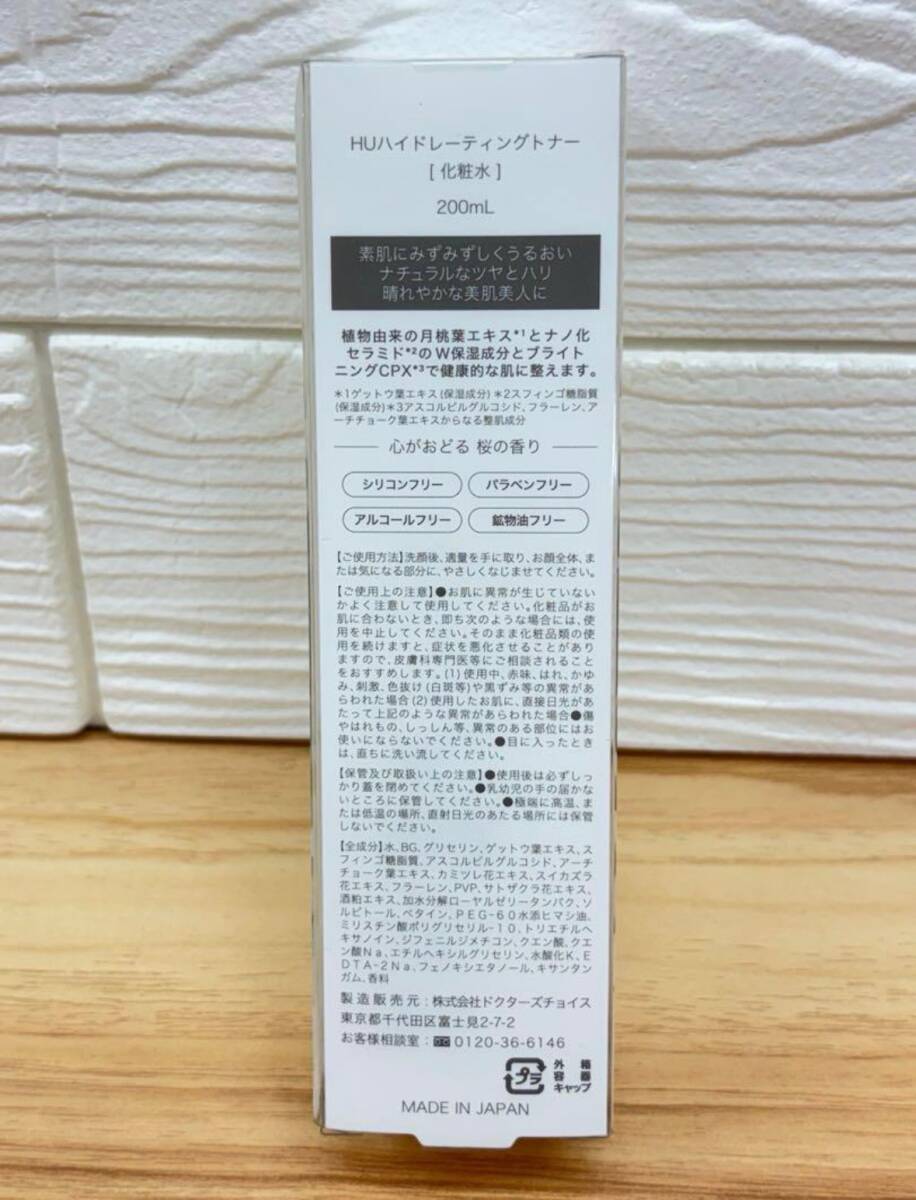 HUハイドレーティングトナー
[ 化粧水 ]
200mL
素肌にみずみずしくうるおい
ナチュラルなツヤとハリ
晴れやかな美肌美人に
植物由来の月桃葉エキス*1とナノ化
セラミド*2のW保湿成分とブライト
ニングCPX*3で健康的な肌に整えます。
*1ゲットウ葉エキス(保湿成分)*2スフィンゴ糖脂質
(保湿成分)*3アスコルビルグルコシド、フラーレン、ア
ーチチョーク葉エキスからなる整肌成分
心がおどる 桜の香り
シリコンフリー パラベンフリー
アルコールフリー 鉱物油フリー
【ご使用方法】洗顔後、適量を手に取り、お顔全体、ま
たは気になる部分に、やさしくなじませてください。
【ご使用上の注意】●お肌に異常が生じていない
かよく注意して使用してください。化粧品がお
肌に合わないとき、即ち次のような場合には、使
用を中止してください。そのまま化粧品類の使
用を続けますと、症状を悪化させることがあり
ますので、皮膚科専門医等にご相談されること
をおすすめします。(1)使用中、赤味、はれ、かゆ
み、刺激、色抜け(白斑等)や黒ずみ等の異常があ
らわれた場合(2)使用したお肌に、直接日光があ
たって上記のような異常があらわれた場合●傷
やはれもの、しっしん等、異常のある部位にはお
使いにならないでください。●目に入ったときは
は、直ちに洗い流してください。
【保管及び取扱い上の注意】●使用後は必ずしっ
かり蓋を閉めてください。●乳幼児の手の届かな
いところに保管してください。●極端に高温、ま
たは低温の場所、直射日光のあたる場所には保管
しないでください。
【全成分】水、BG、グリセリン、ゲットウ葉エキス、ス
フィンゴ糖脂質、アスコルビルグルコシド、アーチ
チョーク葉エキス、カミツレ花エキス、スイカズラ
花エキス、フラーレン、PVP、サトザクラ花エキス、
酒粕エキス、加水分解ローヤルゼリータンパク、ソ
ルビトール、ベタイン、PEG-60水添ヒマシ油、
ミリスチン酸ポリグリセリル-10、トリエチルヘ
キサノイン、ジフェニルジメチコン、クエン酸、クエ
ン酸Na、エチルヘキシルグリセリン、水酸化K、E
DTA-2Na、フェノキシエタノール、キサンタン
ガム、香料
製造販売元：株式会社ドクターズチョイス
東京都千代田区富士見2-7-2
お客様相談室：0120-36-6146
プラ
外箱
容器
キャップ
MADE IN JAPAN